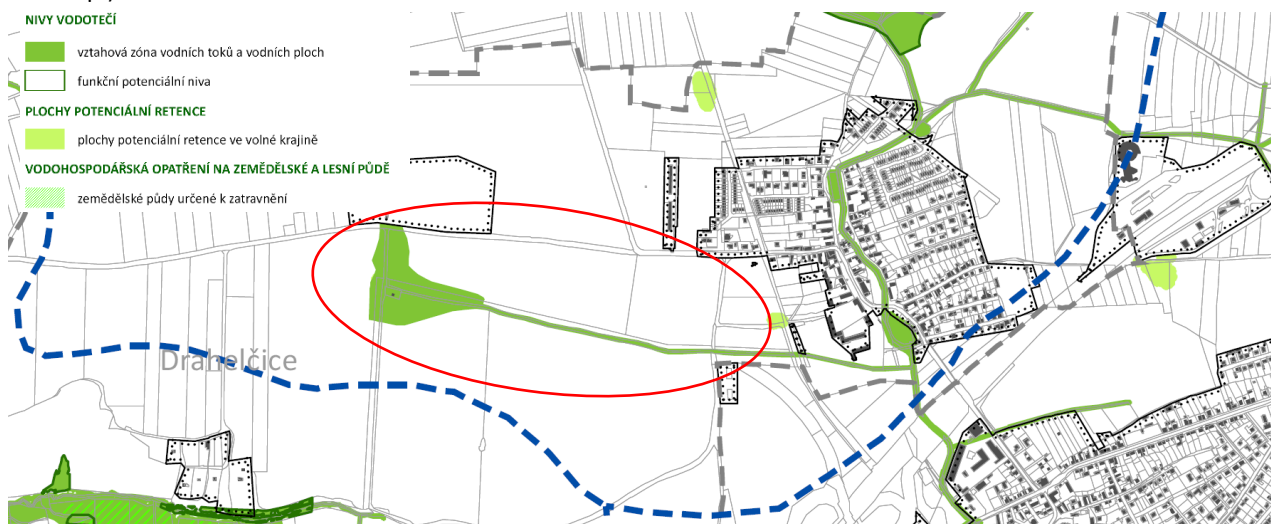 NIVY VODOTEČÍ
vztahová zóna vodních toků a vodních ploch
funkční potenciální niva
PLOCHY POTENCIÁLNÍ RETENCE
plochy potenciální retence ve volné krajině
VODOHOSPODÁŘSKÁ OPATŘENÍ NA ZEMĚDĚLSKÉ A LESNÍ PŮDĚ
zemědělské půdy určené k zatravnění
Drahelčice